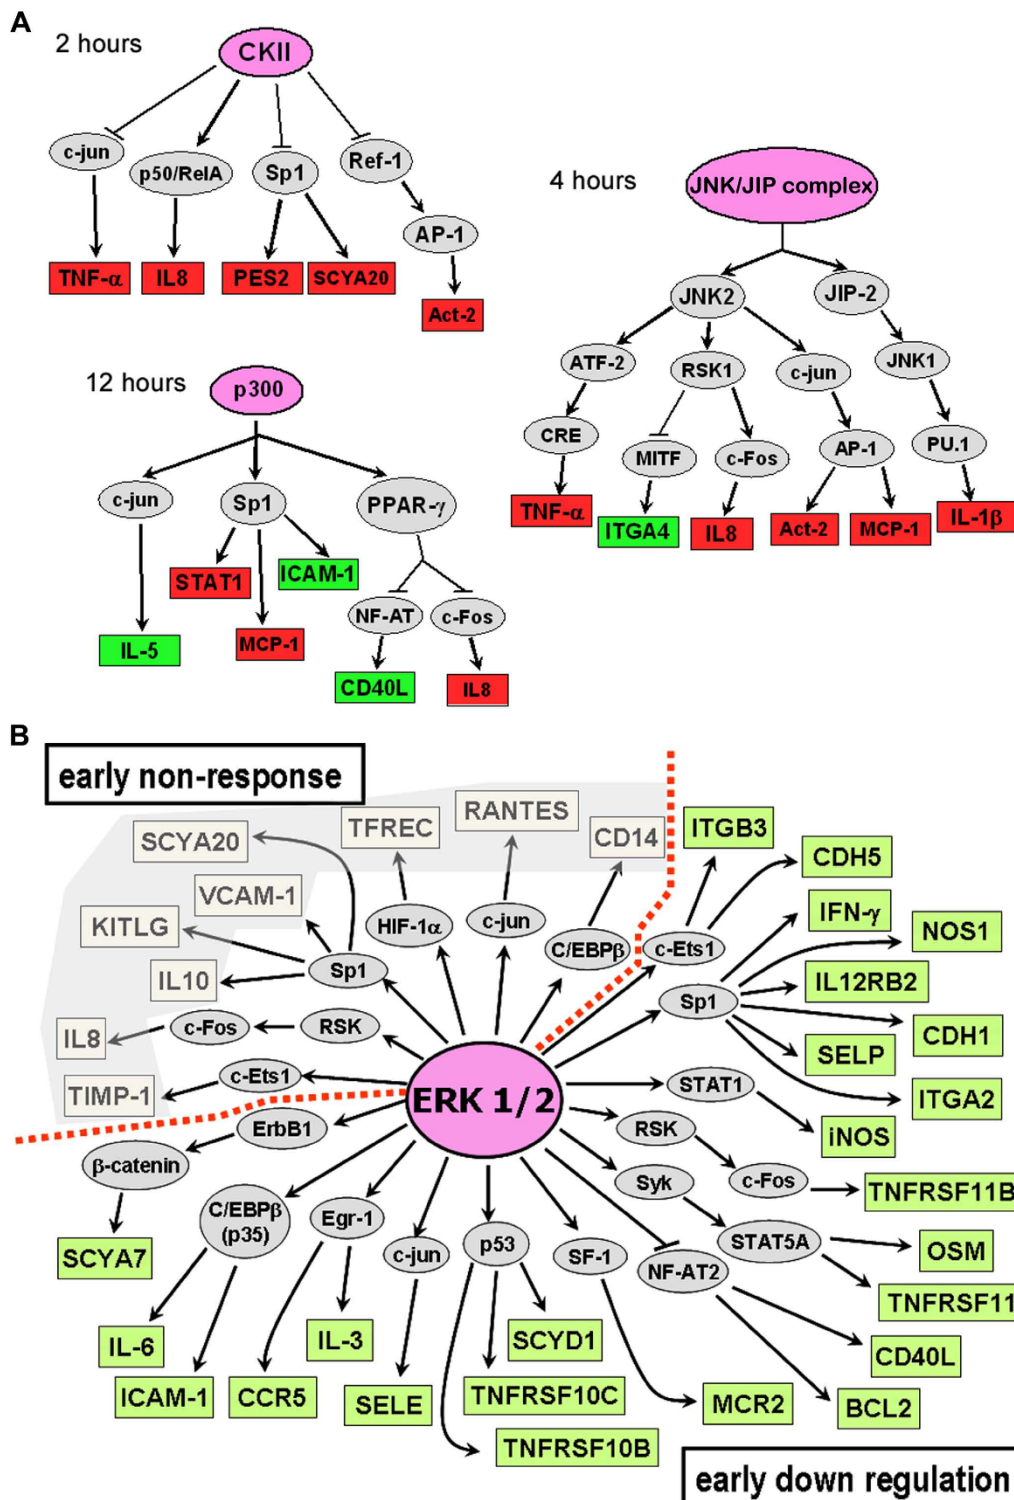 A
2 hours
CKII
c-jun
p50/RelA
Sp1
Ref-1
AP-1
TNF-α
IL8
PES2
SCYA20
Act-2
4 hours
JNK/JIP complex
JNK2
JIP-2
ATF-2
RSK1
c-jun
JNK1
CRE
MITF
c-Fos
AP-1
PU.1
TNF-α
ITGA4
IL8
Act-2
MCP-1
IL-1β
12 hours
p300
c-jun
Sp1
PPAR-γ
STAT1
ICAM-1
NF-AT
c-Fos
IL-5
MCP-1
CD40L
IL8
B
early non-response
SCYA20
TFREC
RANTES
CD14
VCAM-1
KITLG
IL10
IL8
TIMP-1
HIF-1α
c-jun
C/EBPβ
Sp1
c-Fos
RSK
c-Ets1
ERK 1/2
ITGB3
CDH5
IFN-γ
NOS1
IL12RB2
CDH1
SELP
ITGA2
iNOS
c-Ets1
Sp1
STAT1
RSK
c-Fos
TNFRSF11B
Syk
STAT5A
OSM
TNFRSF11
NF-AT2
CD40L
BCL2
SF-1
MCR2
p53
SCYD1
TNFRSF10C
TNFRSF10B
c-jun
SELE
Egr-1
IL-3
CCR5
C/EBPβ
(p35)
IL-6
ICAM-1
ErbB1
β-catenin
SCYA7
early down regulation